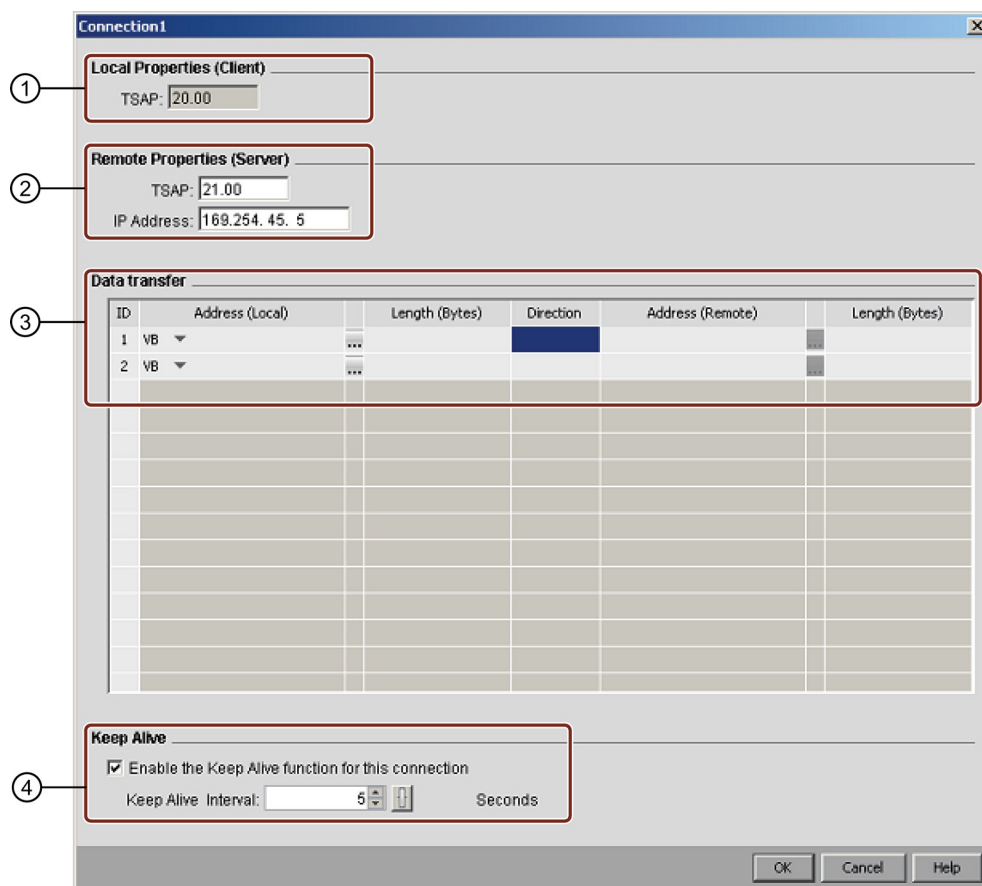 Connection1
Local Properties (Client)
1
TSAP: 20.00
Remote Properties (Server)
2
TSAP: 21.00
IP Address: 169.254. 45. 5
Data transfer
3
ID Address (Local) Length (Bytes) Direction Address (Remote) Length (Bytes)
1 VB ...  ...
2 VB ... ...
Keep Alive
Enable the Keep Alive function for this connection
4
Keep Alive Interval: 5 Seconds
OK Cancel Help